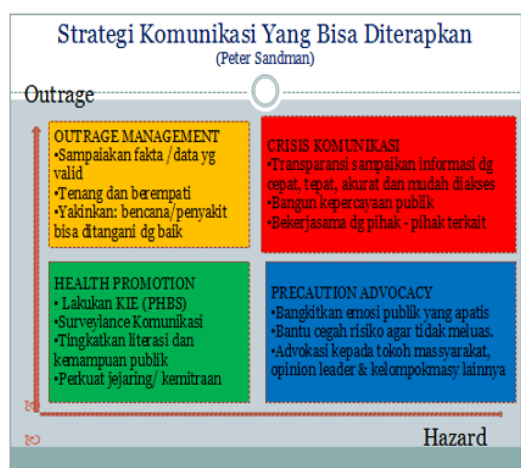 Strategi Komunikasi Yang Bisa Diterapkan
(Peter Sandman)
Outrage
OUTRAGE MANAGEMENT
•Sampaiakan fakta /data yg
valid
•Tenang dan berempati
•Yakinkan: bencana/penyakit
bisa ditangani dg baik
CRISIS KOMUNIKASI
•Transparansi sampaikan informasi dg
cepat, tepat, akurat dan mudah diakses
•Bangun kepercayaan publik
•Bekerjasama dg pihak - pihak terkait
HEALTH PROMOTION
• Lakukan KIE (PHBS)
•Surveylance Komunikasi
•Tingkatkan literasi dan
kemampuan publik
•Perkuat jejaring/ kemitraan
PRECAUTION ADVOCACY
•Bangkitkan emosi publik yang apatis
•Bantu cegah risiko agar tidak meluas.
•Advokasi kepada tokoh massyarakat,
opinion leader & kelompokmasy lainnya
Hazard